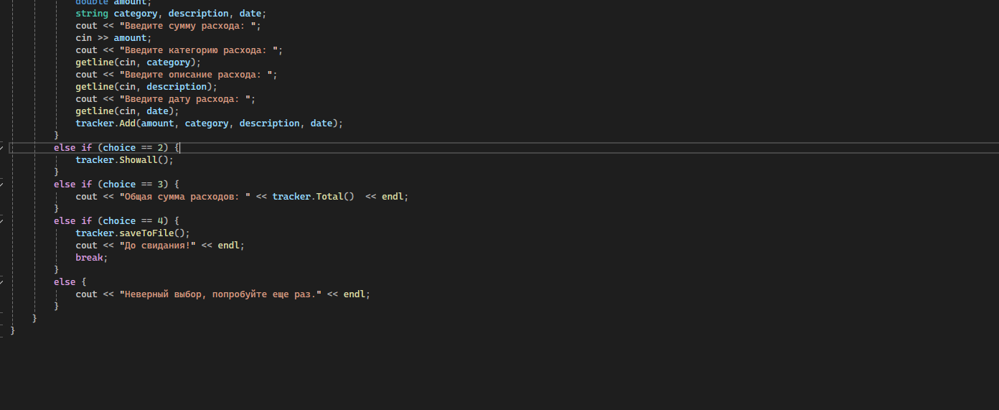 double amount;
string category, description, date;
cout << "Введите сумму расхода: ";
cin >> amount;
cout << "Введите категорию расхода: ";
getline(cin, category);
cout << "Введите описание расхода: ";
getline(cin, description);
cout << "Введите дату расхода: ";
getline(cin, date);
tracker.Add(amount, category, description, date);
}
else if (choice == 2) {
tracker.Showall();
}
else if (choice == 3) {
cout << "Общая сумма расходов: " << tracker.Total()  << endl;
}
else if (choice == 4) {
tracker.saveToFile();
cout << "До свидания!" << endl;
break;
}
else {
cout << "Неверный выбор, попробуйте еще раз." << endl;
}
}
}